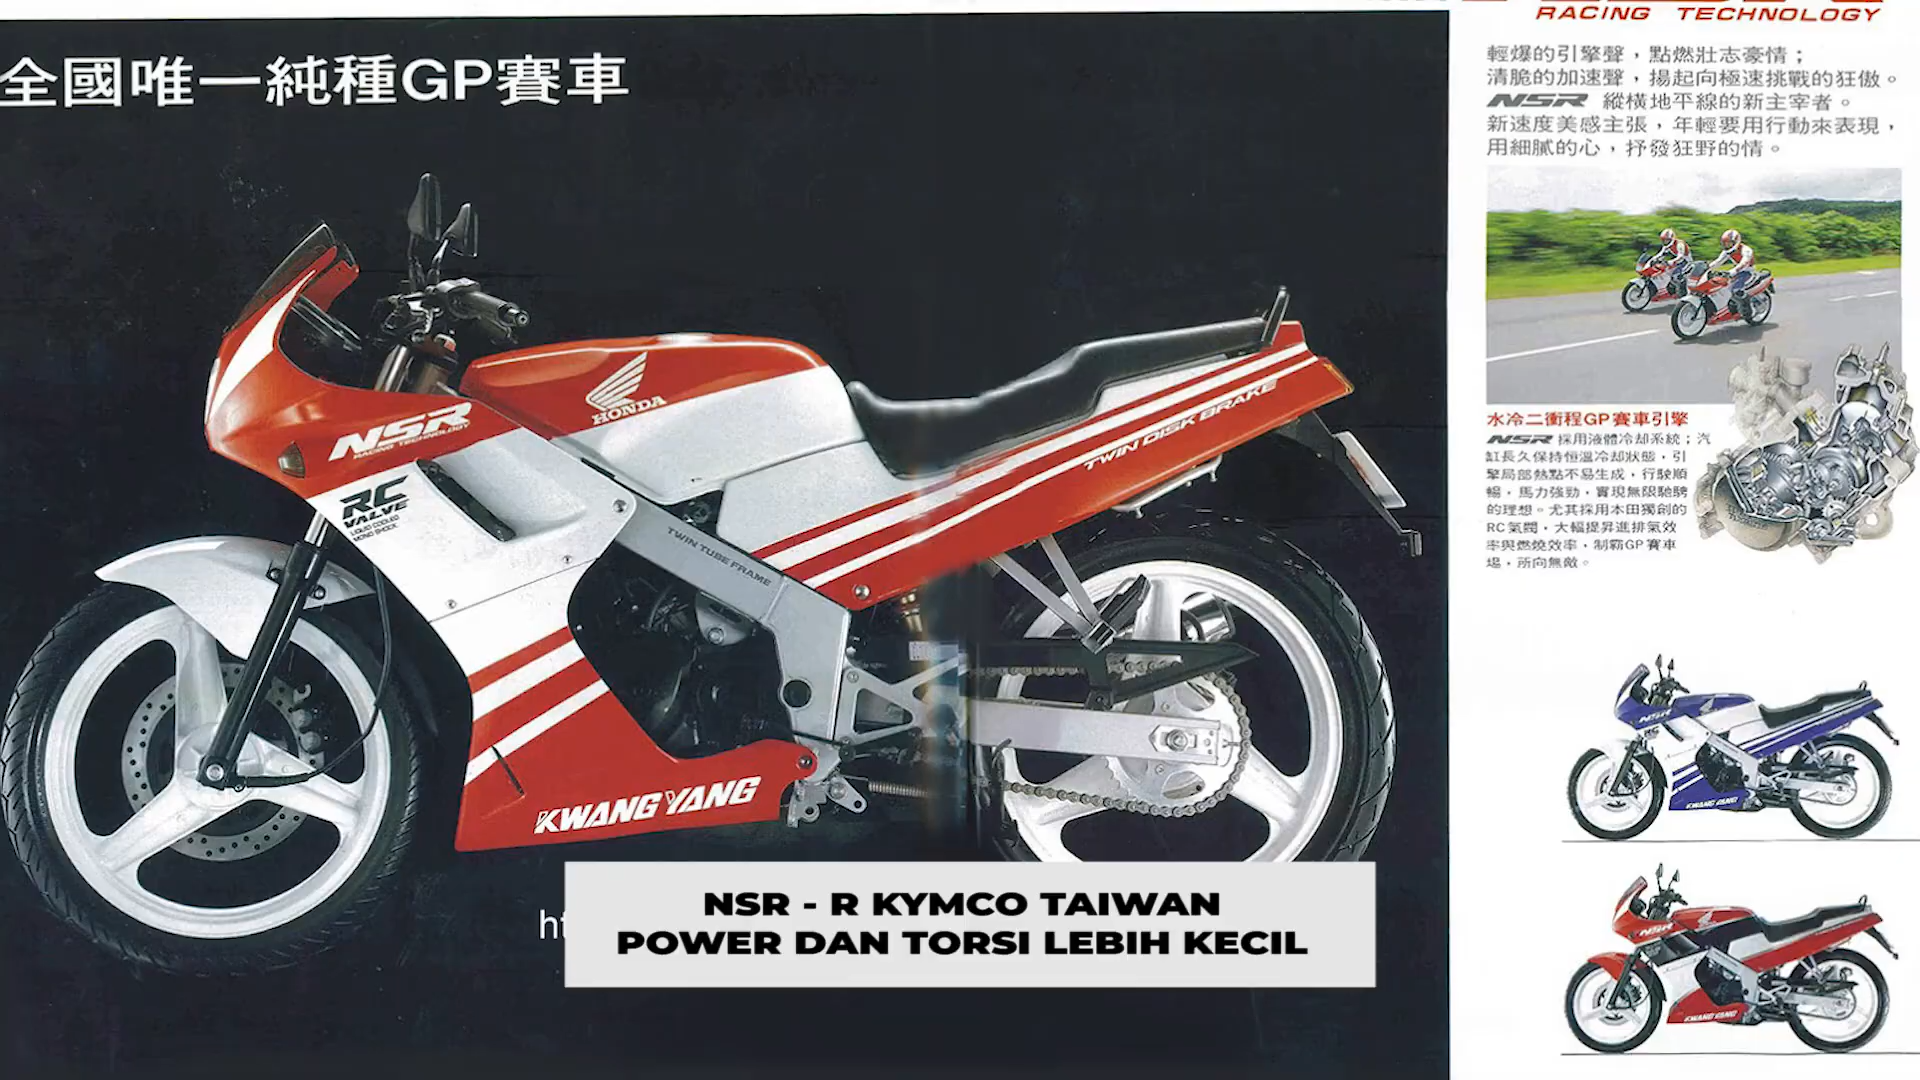 RACING TECHNOLOGY
全國唯一純種GP賽車
輕爆的引擎聲，點燃壯志豪情；
清脆的加速聲，揚起向極速挑戰的狂傲。
NSR 縱橫地平線的新主宰者。
新速度美感主張，年輕要用行動來表現，
用細膩的心，抒發狂野的情。
水冷二衝程GP賽車引擎
NSR 採用液體冷却系統；汽
缸長久保持恒溫冷却狀態，引
擎局部熱點不易生成，行駛順
暢，馬力強勁，實現無限馳騁
的理想。尤其採用本田獨創的
RC氣閥，大幅提昇進排氣效
率與燃燒效率，制霸GP賽車
場，所向無敵。
HONDA
NSR
RACING TECHNOLOGY
RC
VALVE
LIQUID COOLED
MONO SHOCK
TWIN TUBE FRAME
TWIN DISK BRAKE
KWANG YANG
NSR
KWANG YANG
NSR
KWANG YANG
NSR - R KYMCO TAIWAN
POWER DAN TORSI LEBIH KECIL